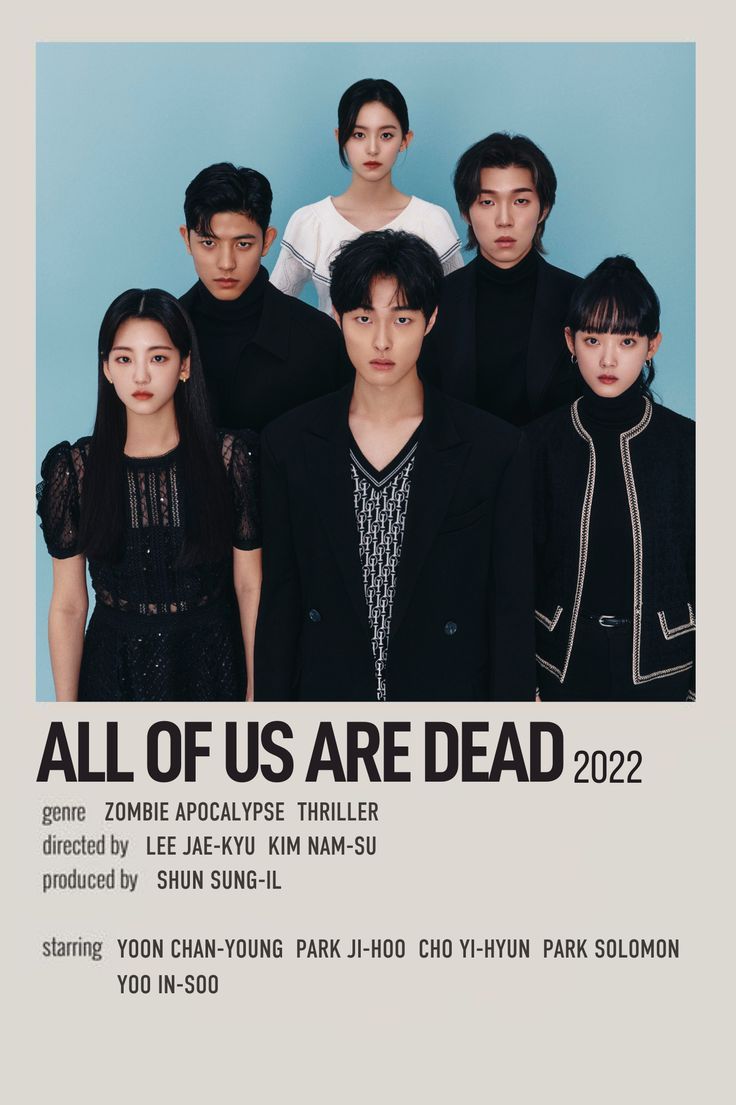 ALL OF US ARE DEAD 2022
genre ZOMBIE APOCALYPSE THRILLER
directed by LEE JAE-KYU KIM NAM-SU
produced by SHUN SUNG-IL
starring YOON CHAN-YOUNG PARK JI-HOO CHO YI-HYUN PARK SOLOMON
YOO IN-SOO